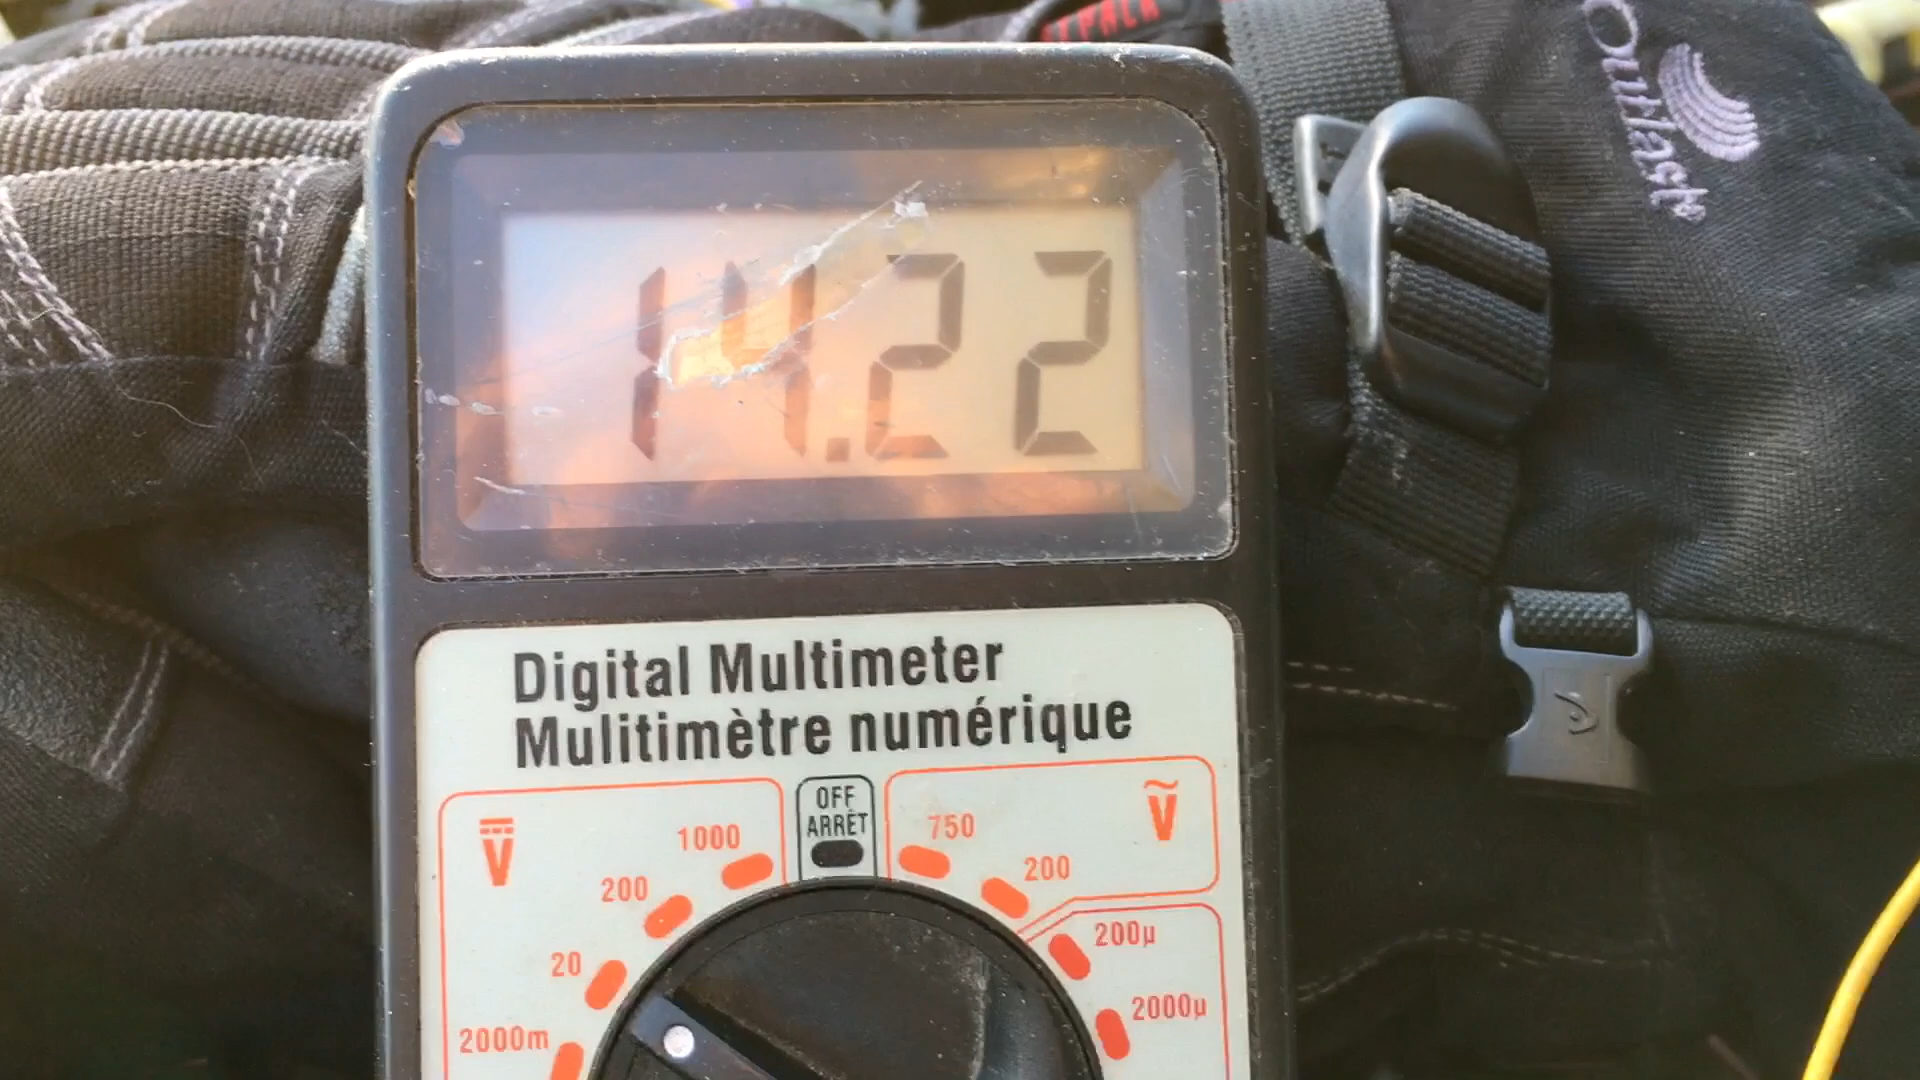 Outlast
14.22
Digital Multimeter
Mulitimètre numérique
OFF
ARRÊT
V
1000
200
20
2000m
750
V
200
200µ
2000µ